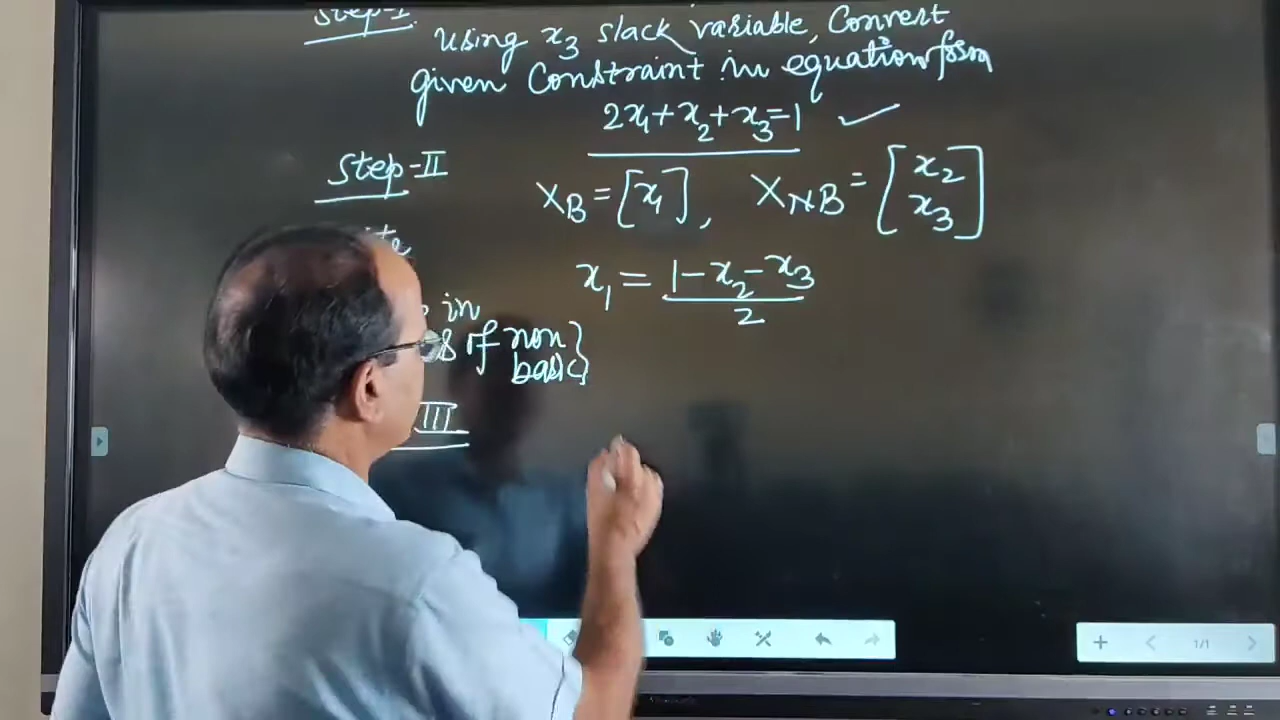 Step-I
Using x3 slack variable, Convert
given Constraint in equation form
2x1+x2+x3=1 ✓
Step-II
XB=[x1], XNB=[x2 x3]
x1 = (1-x2-x3)/2
in
of non
basic}
III
1/1